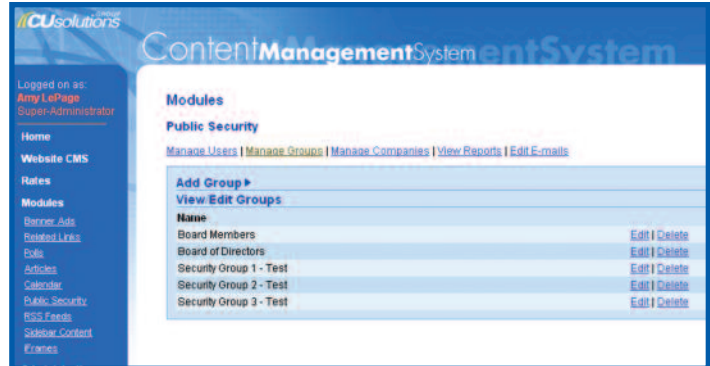 CUsolutions
ContentManagementSystem
Logged on as:
Amy LePage
Super-Administrator
Home
Website CMS
Rates
Modules
Banner Ads
Related Links
Polls
Articles
Calendar
Public Security
RSS Feeds
Sidebar Content
iFrames
Modules
Public Security
Manage Users | Manage Groups | Manage Companies | View Reports | Edit E-mails
Add Group
View/Edit Groups
Name
Board Members Edit | Delete
Board of Directors Edit | Delete
Security Group 1 - Test Edit | Delete
Security Group 2 - Test Edit | Delete
Security Group 3 - Test Edit | Delete